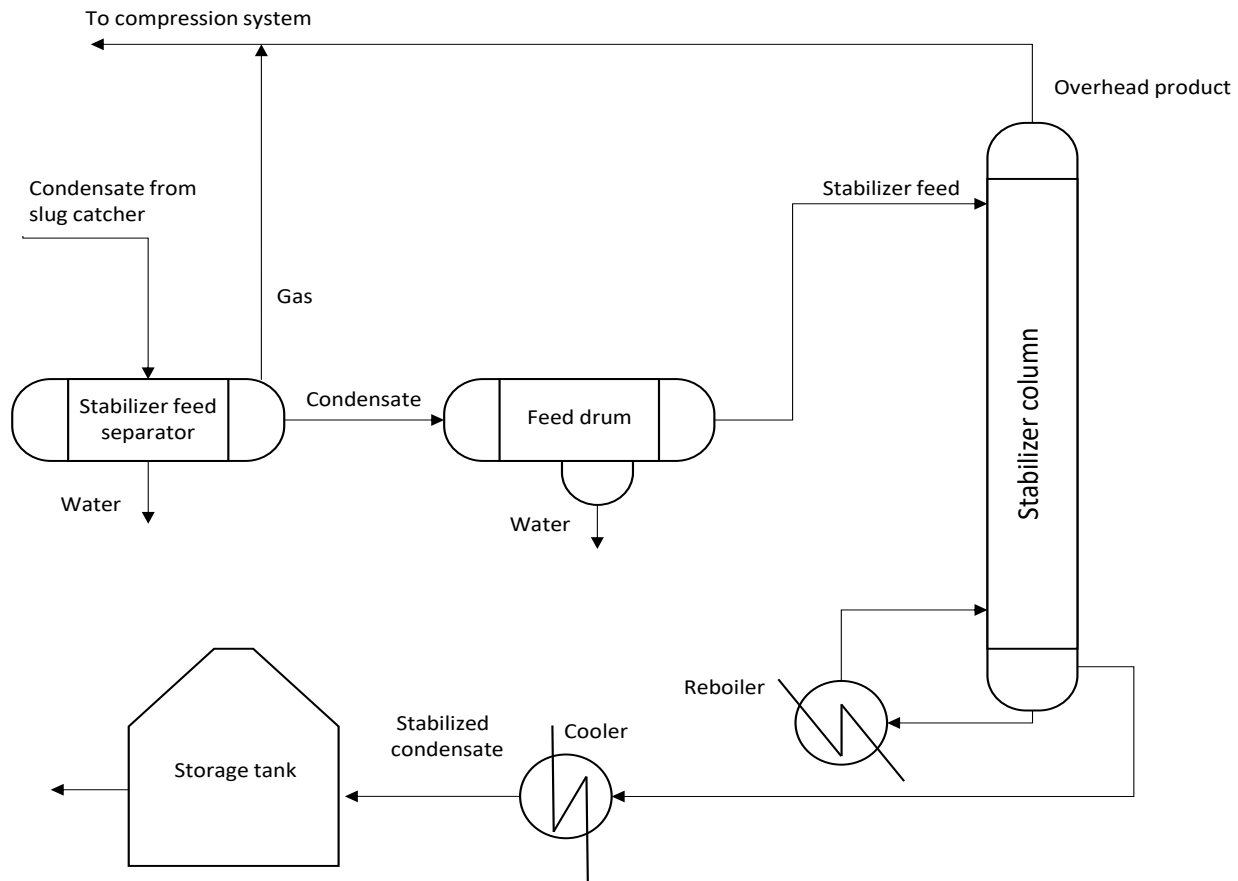 To compression system
Overhead product
Condensate from
slug catcher
Stabilizer feed
Gas
Stabilizer feed
separator
Condensate
Feed drum
Stabilizer column
Water
Water
Reboiler
Stabilized
condensate
Cooler
Storage tank